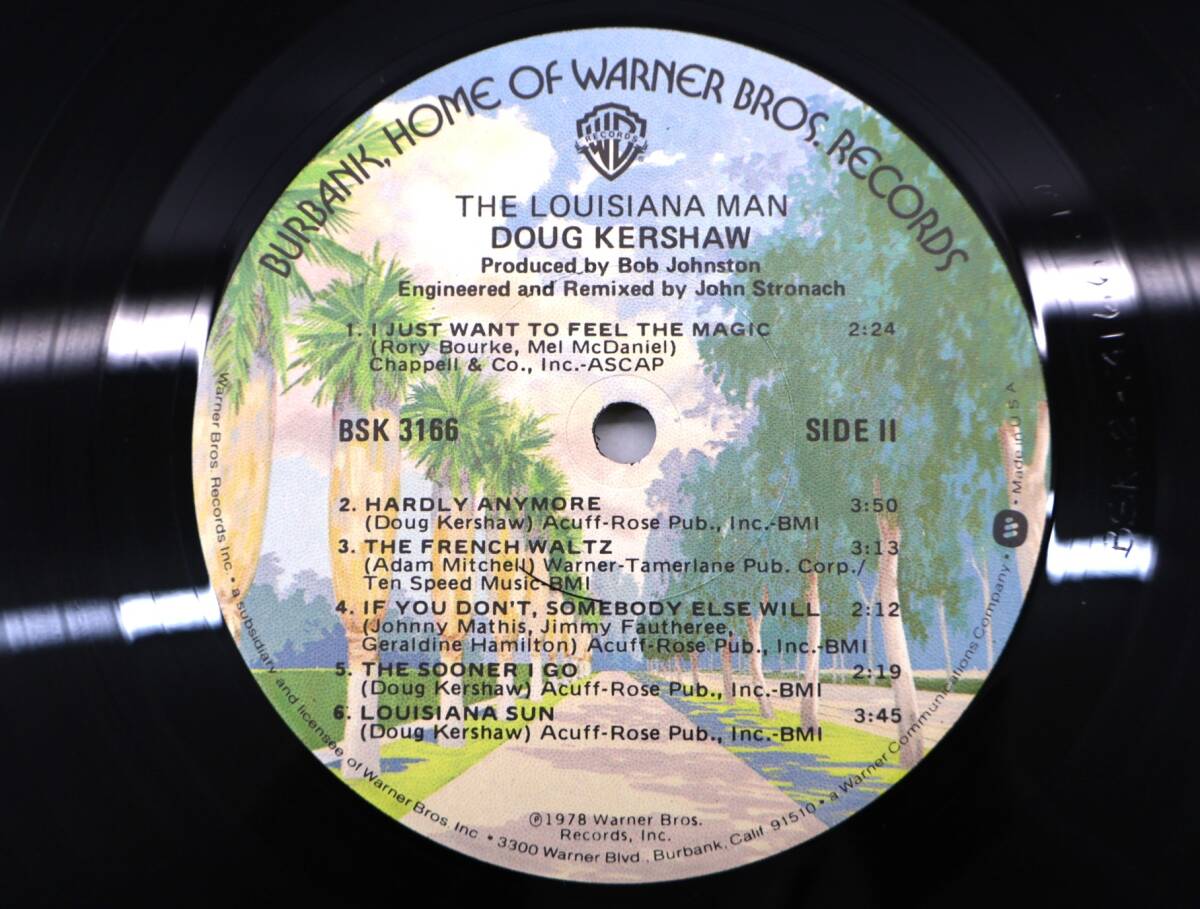 BURBANK, HOME OF WARNER BROS. RECORDS
RECORDS
THE LOUISIANA MAN
DOUG KERSHAW
Produced by Bob Johnston
Engineered and Remixed by John Stronach
1. I JUST WANT TO FEEL THE MAGIC 2:24
(Rory Bourke, Mel McDaniel)
Chappell & Co., Inc.-ASCAP
BSK 3166 SIDE II
2. HARDLY ANYMORE 3:50
(Doug Kershaw) Acuff-Rose Pub., Inc.-BMI
3. THE FRENCH WALTZ 3:13
(Adam Mitchell) Warner-Tamerlane Pub. Corp./
Ten Speed Music-BMI
4. IF YOU DON'T, SOMEBODY ELSE WILL 2:12
(Johnny Mathis, Jimmy Fautheree,
Geraldine Hamilton) Acuff-Rose Pub., Inc.-BMI
5. THE SOONER I GO 2:19
(Doug Kershaw) Acuff-Rose Pub., Inc.-BMI
6. LOUISIANA SUN 3:45
(Doug Kershaw) Acuff-Rose Pub., Inc.-BMI
℗1978 Warner Bros.
Records, Inc.
Warner Bros. Records Inc. • a subsidiary and licensee of Warner Bros. Inc. • 3300 Warner Blvd., Burbank, Calif. 91510 • a Warner Communications Company • Made in U.S.A.